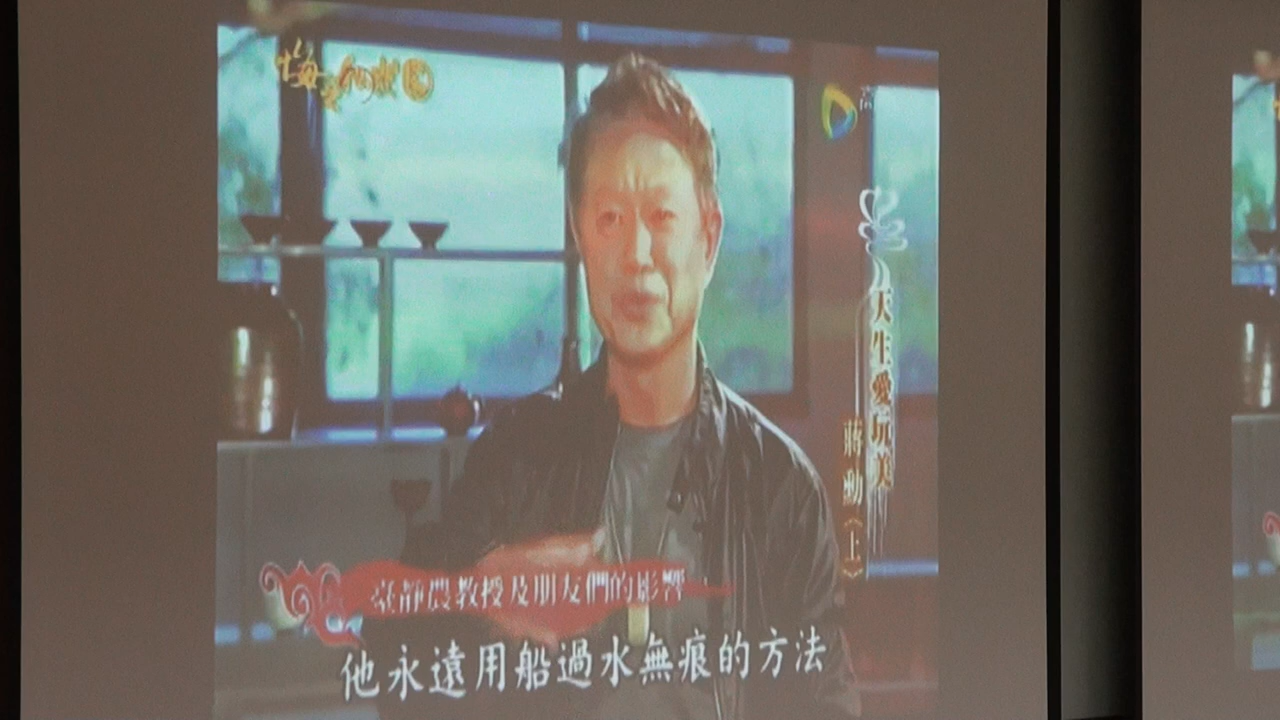 天生愛玩美
蔣勳《上》
臺靜農教授及朋友們的影響
他永遠用船過水無痕的方法